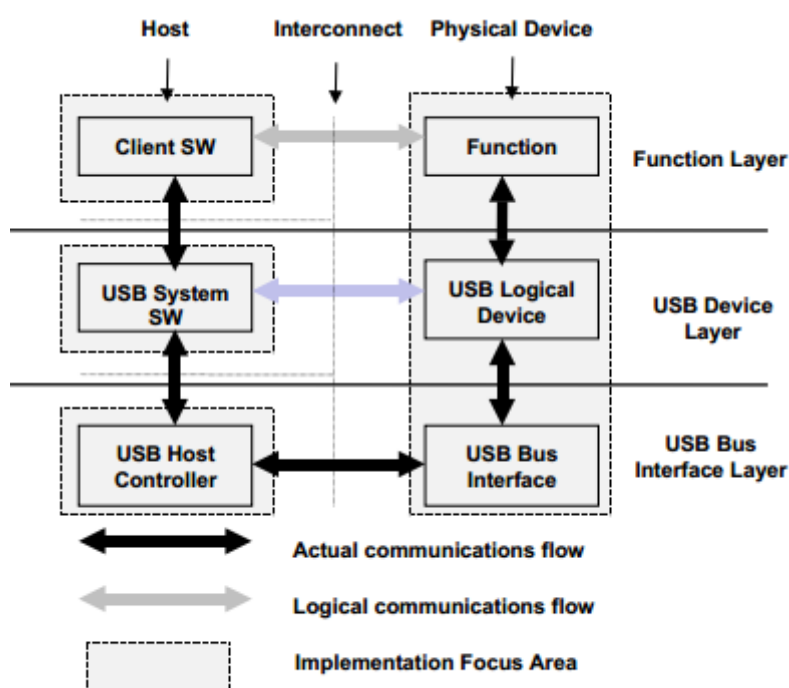 Host Interconnect Physical Device
Client SW
Function
Function Layer
USB System
SW
USB Logical
Device
USB Device
Layer
USB Host
Controller
USB Bus
Interface
USB Bus
Interface Layer
Actual communications flow
Logical communications flow
Implementation Focus Area